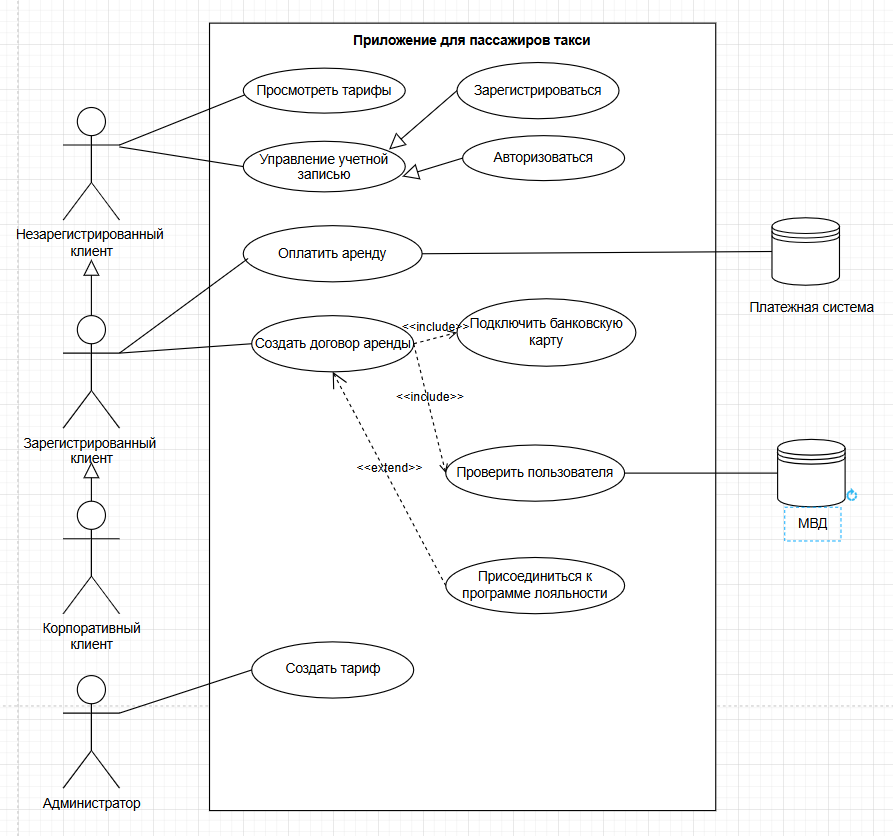 Приложение для пассажиров такси
Просмотреть тарифы
Зарегистрироваться
Управление учетной
записью
Авторизоваться
Незарегистрированный
клиент
Оплатить аренду
Платежная система
<<include>>
Подключить банковскую
карту
Создать договор аренды
<<include>>
Зарегистрированный
клиент
<<extend>>
Проверить пользователя
МВД
Присоединиться к
программе лояльности
Корпоративный
клиент
Создать тариф
Администратор